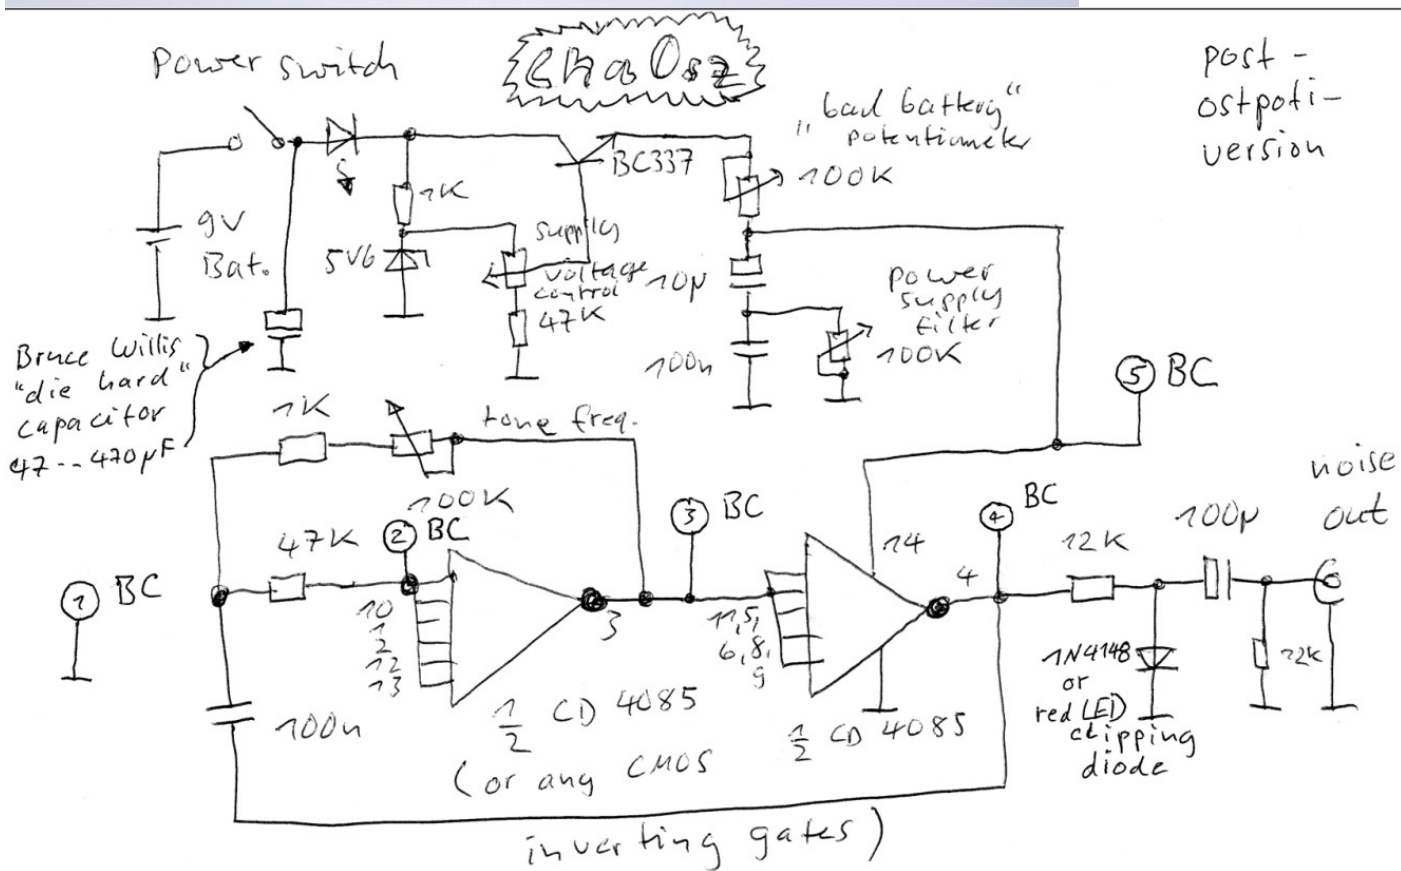 Cha0sz
Power switch
post-
ostpoti-
version
"bad battery"
potentiometer
100K
BC337
1K
9V
Bat.
5V6
supply
voltage
control
47K
10µ
100n
power
supply
filter
100K
Bruce Willis
"die hard"
capacitor
47--470µF
1K
tone freq.
100K
5 BC
noise
out
1 BC
47K
2 BC
10
1
2
12
13
3
3 BC
11,5,
6,8,
9
14
4
4 BC
12K
100µ
1N4148
or
red LED
clipping
diode
100n
1/2 CD 4085
(or any CMOS
inverting gates)
1/2 CD 4085